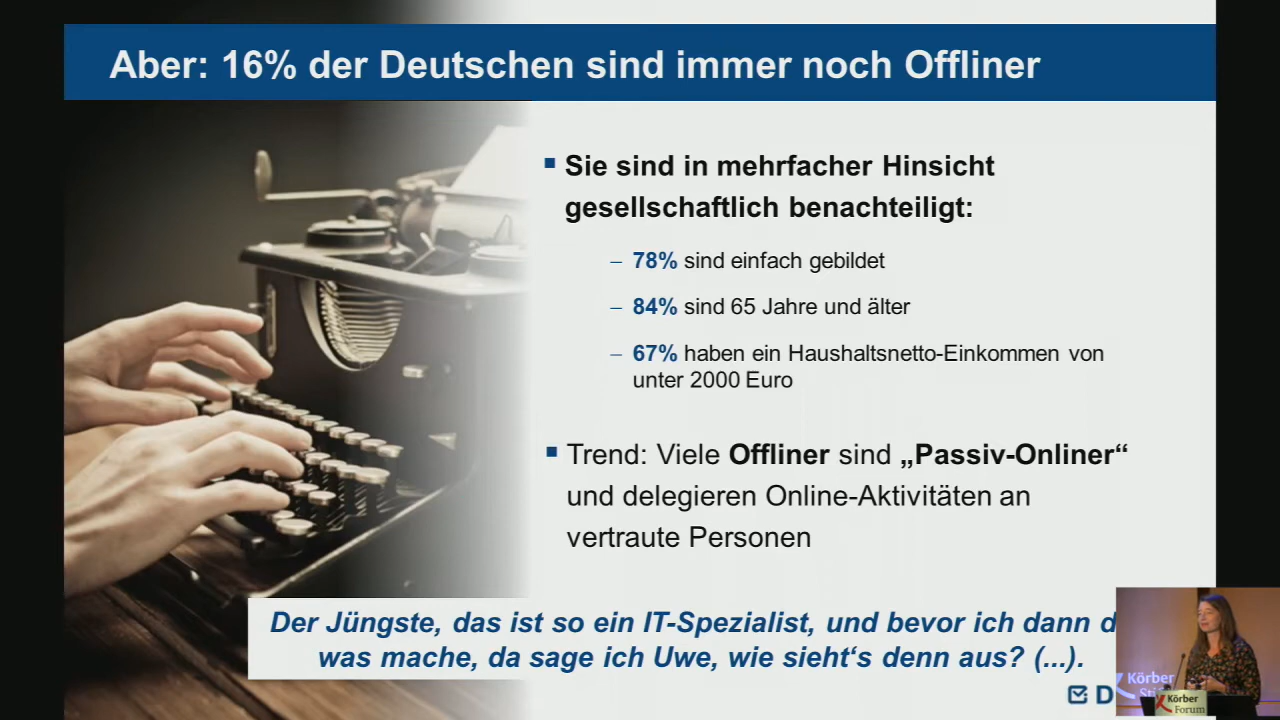 Aber: 16% der Deutschen sind immer noch Offliner
▪ Sie sind in mehrfacher Hinsicht
gesellschaftlich benachteiligt:
– 78% sind einfach gebildet
– 84% sind 65 Jahre und älter
– 67% haben ein Haushaltsnetto-Einkommen von
unter 2000 Euro
▪ Trend: Viele Offliner sind „Passiv-Onliner“
und delegieren Online-Aktivitäten an
vertraute Personen
Der Jüngste, das ist so ein IT-Spezialist, und bevor ich dann
was mache, da sage ich Uwe, wie sieht‘s denn aus? (...).
D
Körber
Körber
Forum